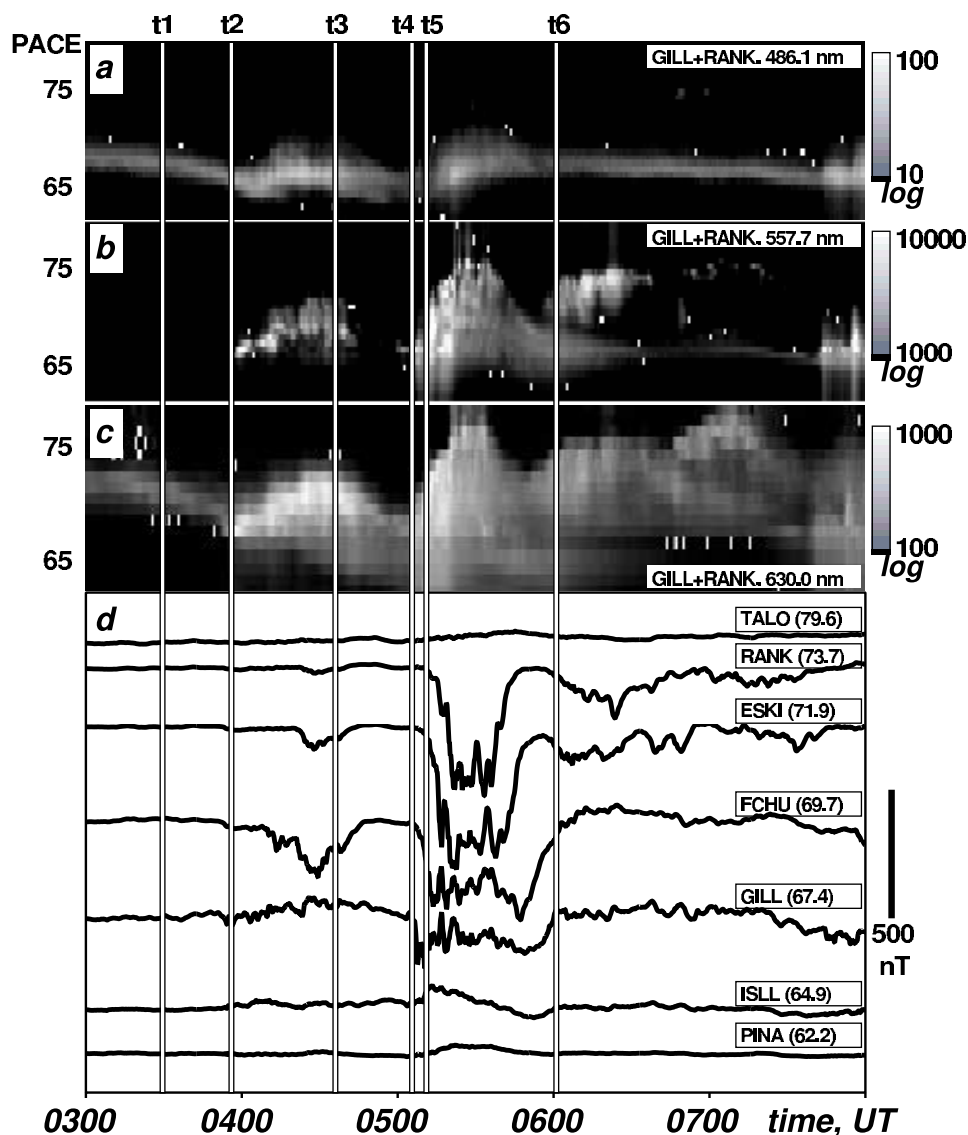 t1 t2 t3 t4 t5 t6
PACE
a
GILL+RANK. 486.1 nm
75
65
100
10
log
b
GILL+RANK. 557.7 nm
75
65
10000
1000
log
c
75
65
GILL+RANK. 630.0 nm
1000
100
log
d
TALO (79.6)
RANK (73.7)
ESKI (71.9)
FCHU (69.7)
GILL (67.4)
ISLL (64.9)
PINA (62.2)
500
nT
0300 0400 0500 0600 0700 time, UT